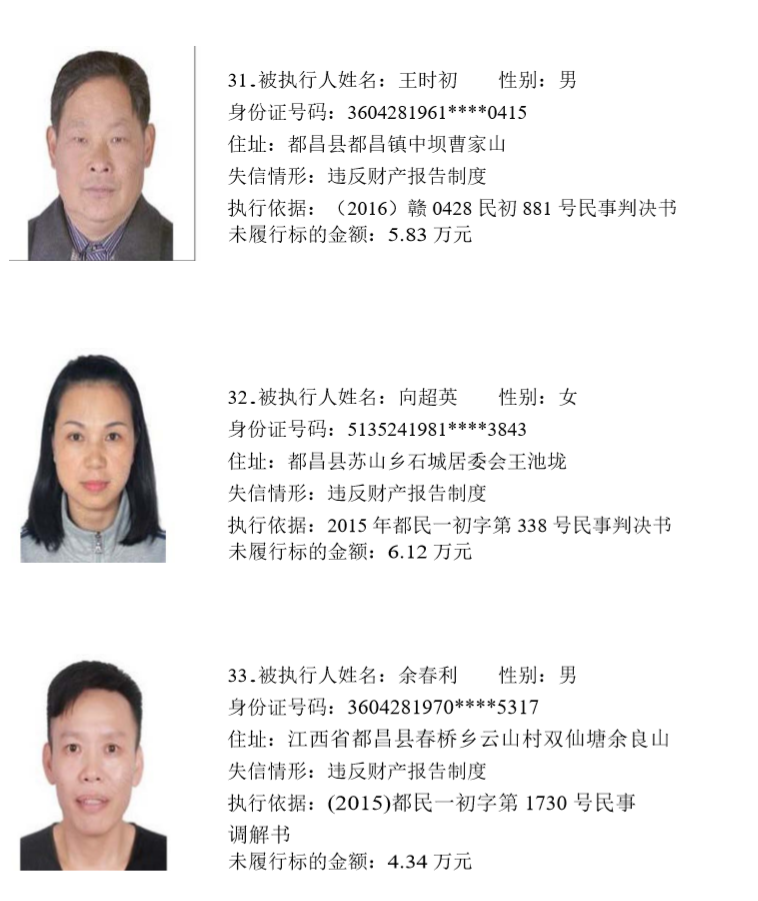 31.被执行人姓名：王时初 性别：男
身份证号码：3604281961****0415
住址：都昌县都昌镇中坝曹家山
失信情形：违反财产报告制度
执行依据：（2016）赣 0428 民初 881 号民事判决书
未履行标的金额：5.83 万元
32.被执行人姓名：向超英 性别：女
身份证号码：5135241981****3843
住址：都昌县苏山乡石城居委会王池垅
失信情形：违反财产报告制度
执行依据：2015 年都民一初字第 338 号民事判决书
未履行标的金额：6.12 万元
33.被执行人姓名：余春利 性别：男
身份证号码：3604281970****5317
住址：江西省都昌县春桥乡云山村双仙塘余良山
失信情形：违反财产报告制度
执行依据：(2015)都民一初字第 1730 号民事
调解书
未履行标的金额：4.34 万元